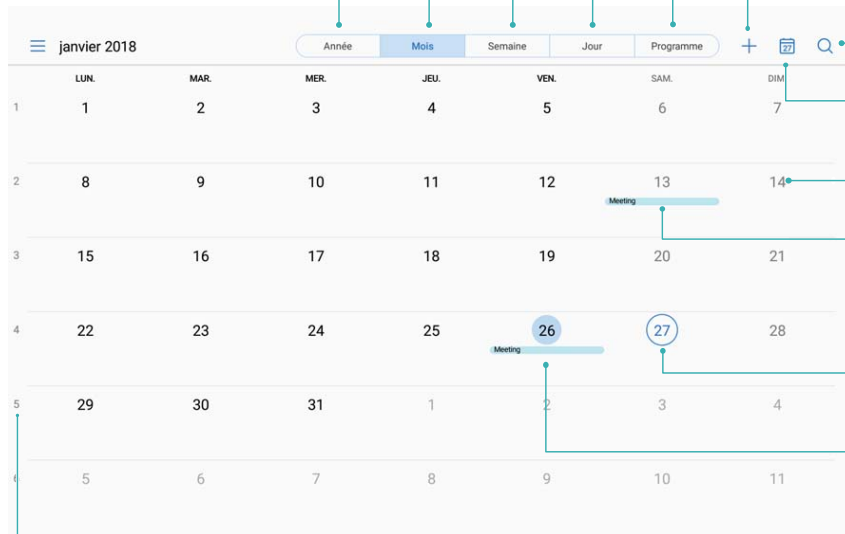 janvier 2018 Année Mois Semaine Jour Programme 27
LUN. MAR. MER. JEU. VEN. SAM. DIM
1 1 2 3 4 5 6 7
2 8 9 10 11 12 13 14
Meeting
3 15 16 17 18 19 20 21
4 22 23 24 25 26 27 28
Meeting
5 29 30 31 1 2 3 4
6 5 6 7 8 9 10 11